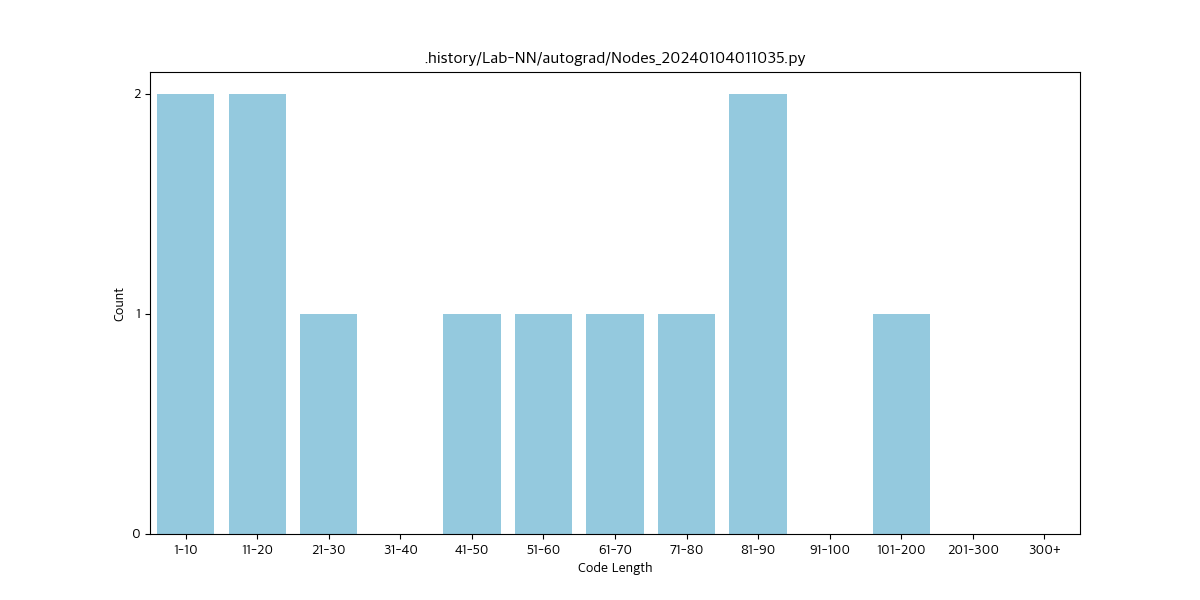 .history/Lab-NN/autograd/Nodes_20240104011035.py
2
1
0
Count
1-10 11-20 21-30 31-40 41-50 51-60 61-70 71-80 81-90 91-100 101-200 201-300 300+
Code Length